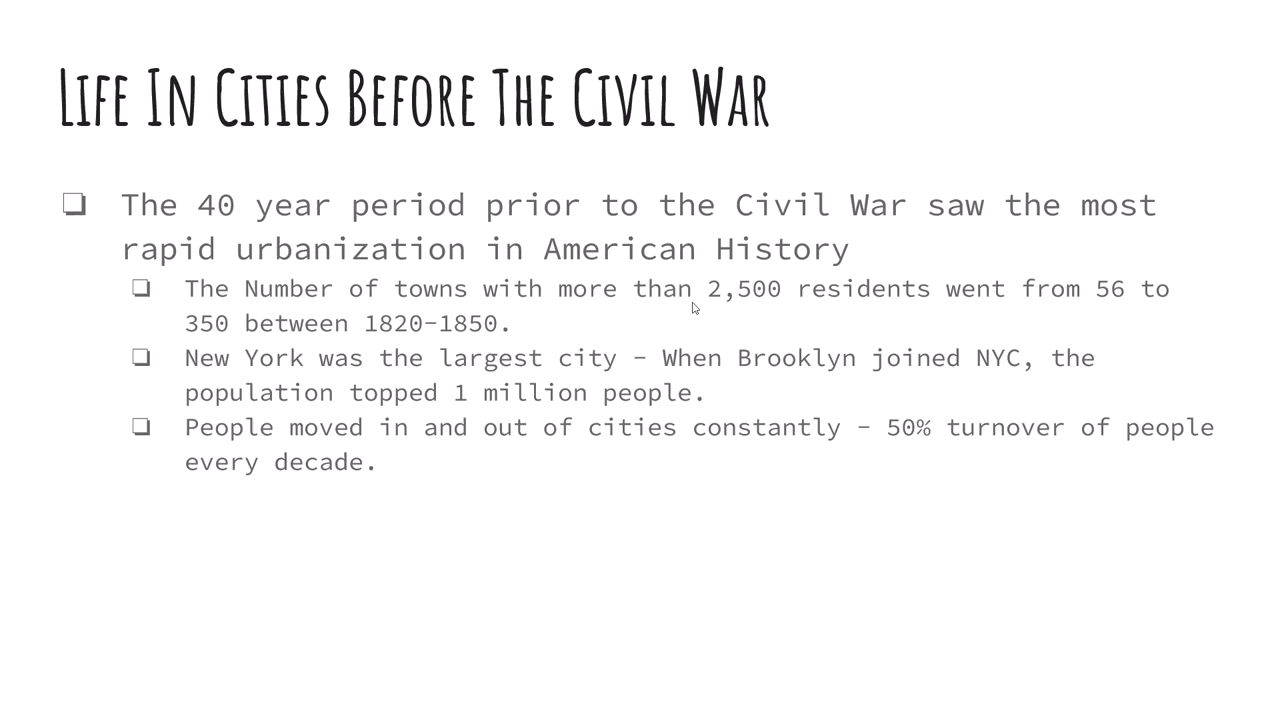 Life In Cities Before The Civil War
❏ The 40 year period prior to the Civil War saw the most
rapid urbanization in American History
❏ The Number of towns with more than 2,500 residents went from 56 to
350 between 1820-1850.
❏ New York was the largest city - When Brooklyn joined NYC, the
population topped 1 million people.
❏ People moved in and out of cities constantly - 50% turnover of people
every decade.